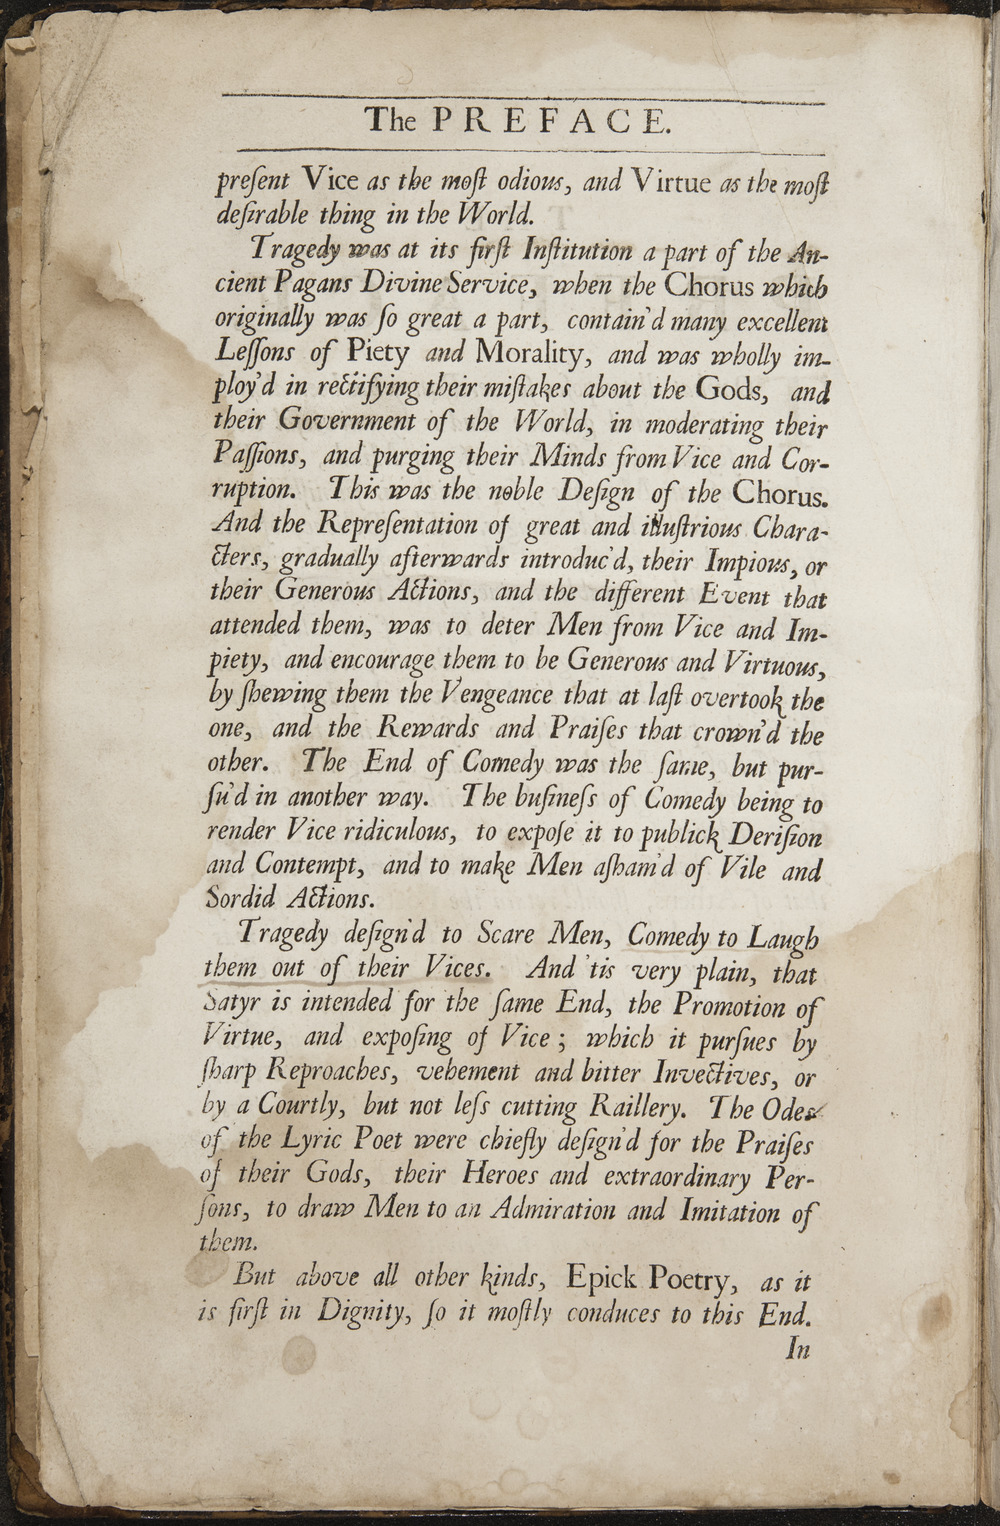 The PREFACE.
preſent Vice as the moſt odious, and Virtue as the moſt
deſirable thing in the World.
Tragedy was at its firſt Inſtitution a part of the An-
cient Pagans Divine Service, when the Chorus which
originally was ſo great a part, contain'd many excellent
Leſſons of Piety and Morality, and was wholly im-
ploy'd in rectifying their miſtakes about the Gods, and
their Government of the World, in moderating their
Paſſions, and purging their Minds from Vice and Cor-
ruption. This was the noble Deſign of the Chorus.
And the Repreſentation of great and illuſtrious Chara-
cters, gradually afterwards introduc'd, their Impious, or
their Generous Actions, and the different Event that
attended them, was to deter Men from Vice and Im-
piety, and encourage them to be Generous and Virtuous,
by ſhewing them the Vengeance that at laſt overtook the
one, and the Rewards and Praiſes that crown'd the
other. The End of Comedy was the ſame, but pur-
ſu'd in another way. The buſineſs of Comedy being to
render Vice ridiculous, to expoſe it to publick Deriſion
and Contempt, and to make Men aſham'd of Vile and
Sordid Actions.
Tragedy deſign'd to Scare Men, Comedy to Laugh
them out of their Vices. And 'tis very plain, that
Satyr is intended for the ſame End, the Promotion of
Virtue, and expoſing of Vice; which it purſues by
ſharp Reproaches, vehement and bitter Invectives, or
by a Courtly, but not leſs cutting Raillery. The Odes
of the Lyric Poet were chiefly deſign'd for the Praiſes
of their Gods, their Heroes and extraordinary Per-
ſons, to draw Men to an Admiration and Imitation of
them.
But above all other kinds, Epick Poetry, as it
is firſt in Dignity, ſo it moſtly conduces to this End.
In